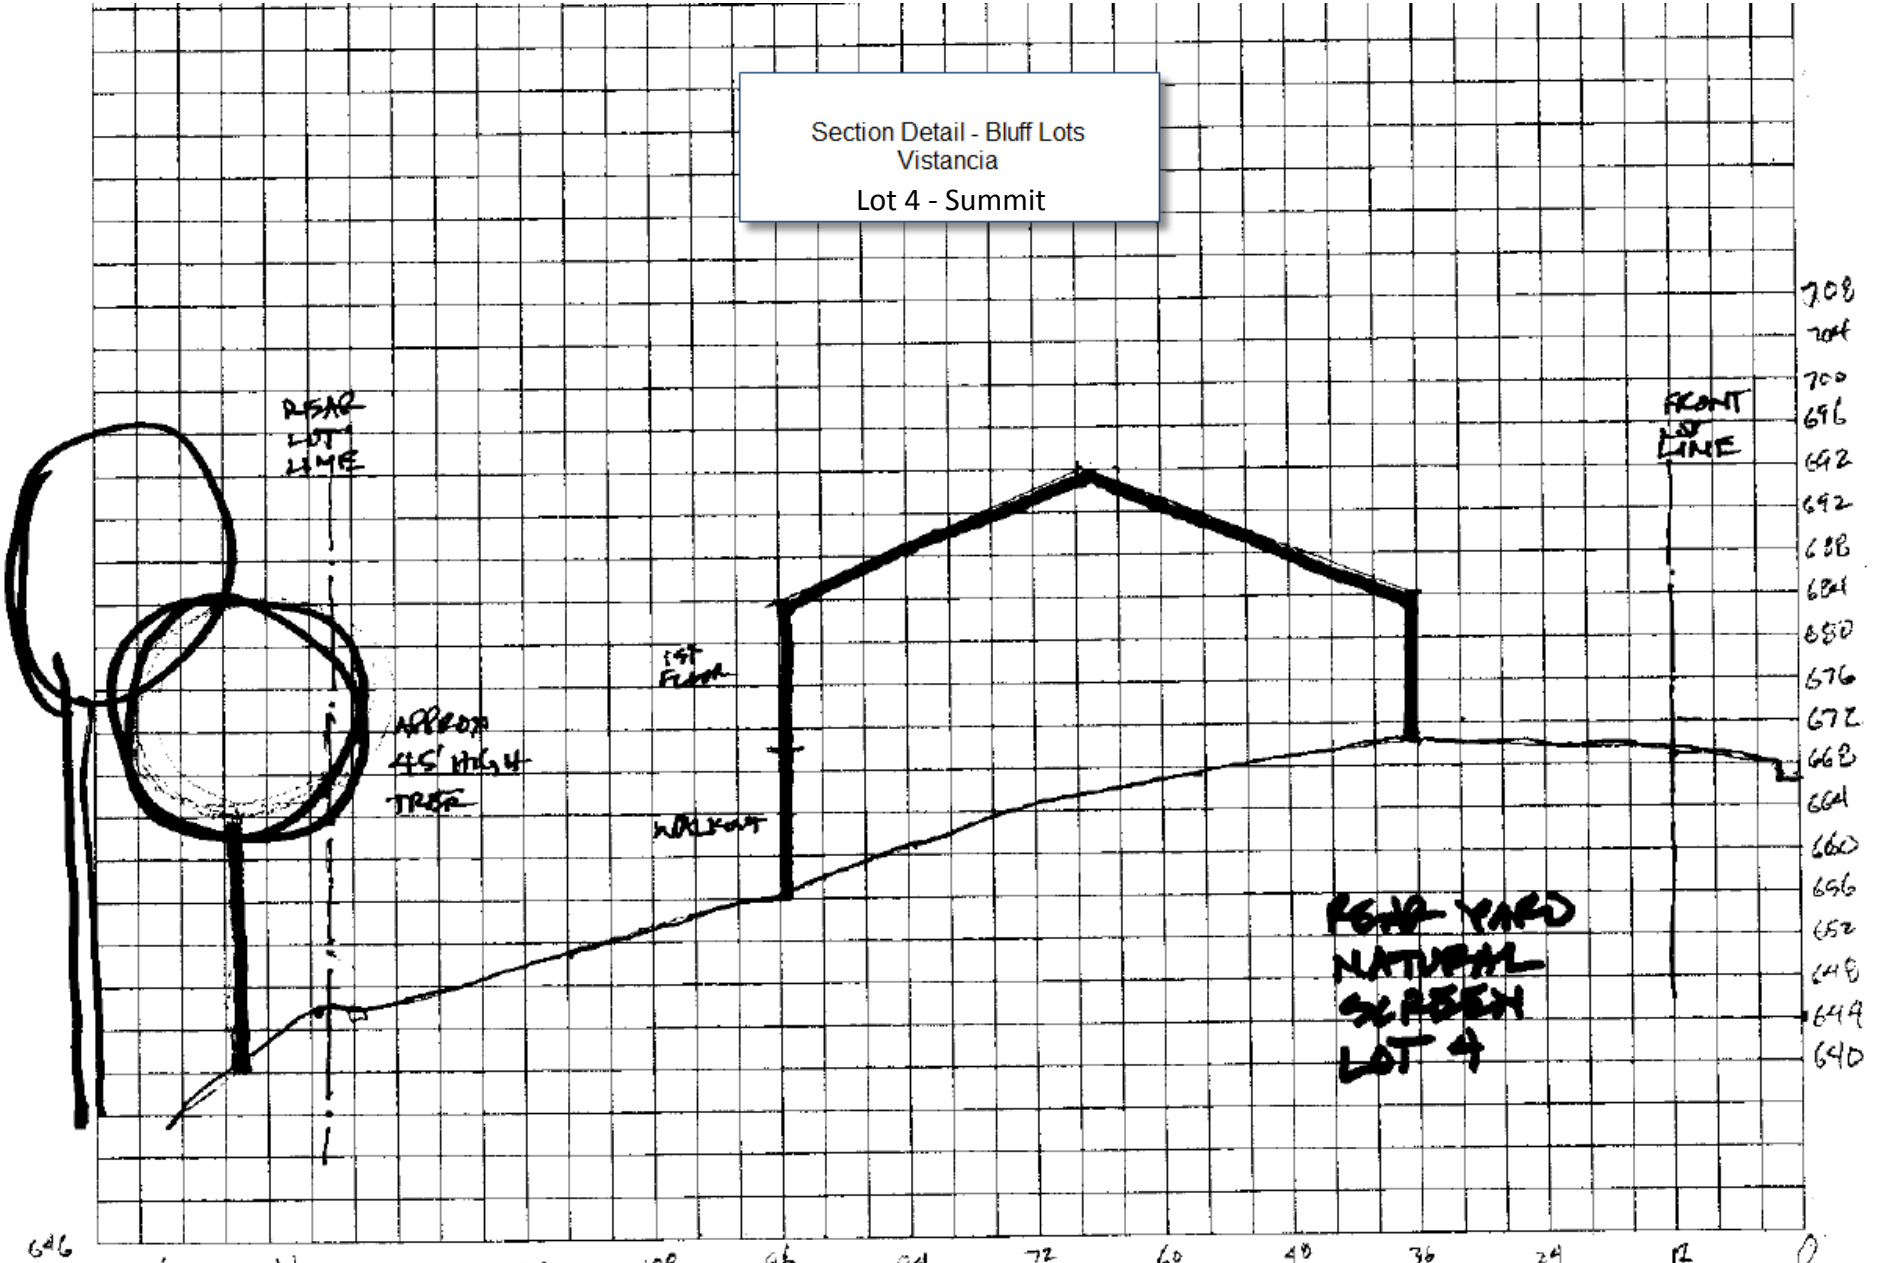 Section Detail - Bluff Lots
Vistancia
Lot 4 - Summit
708
704
700
696
692
692
688
684
680
676
672
668
664
660
656
652
648
644
640
REAR
LOT
LINE
FRONT
LOT
LINE
1ST
FLOOR
APPROX
45' HIGH
TREE
WALKOUT
REAR YARD
NATURAL
SCREEN
LOT 4
646
108 96 84 72 60 48 36 24 12 0